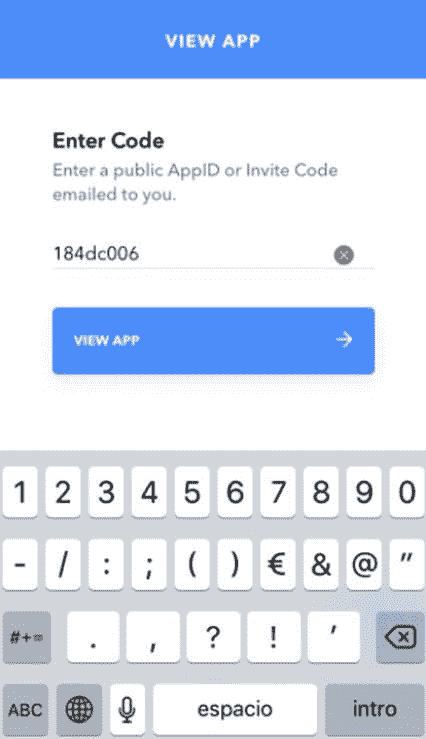 VIEW APP
Enter Code
Enter a public AppID or Invite Code
emailed to you.
184dc006
VIEW APP
1 2 3 4 5 6 7 8 9 0
- / : ; ( ) € & @ "
#+= . , ? ! ’
ABC espacio intro